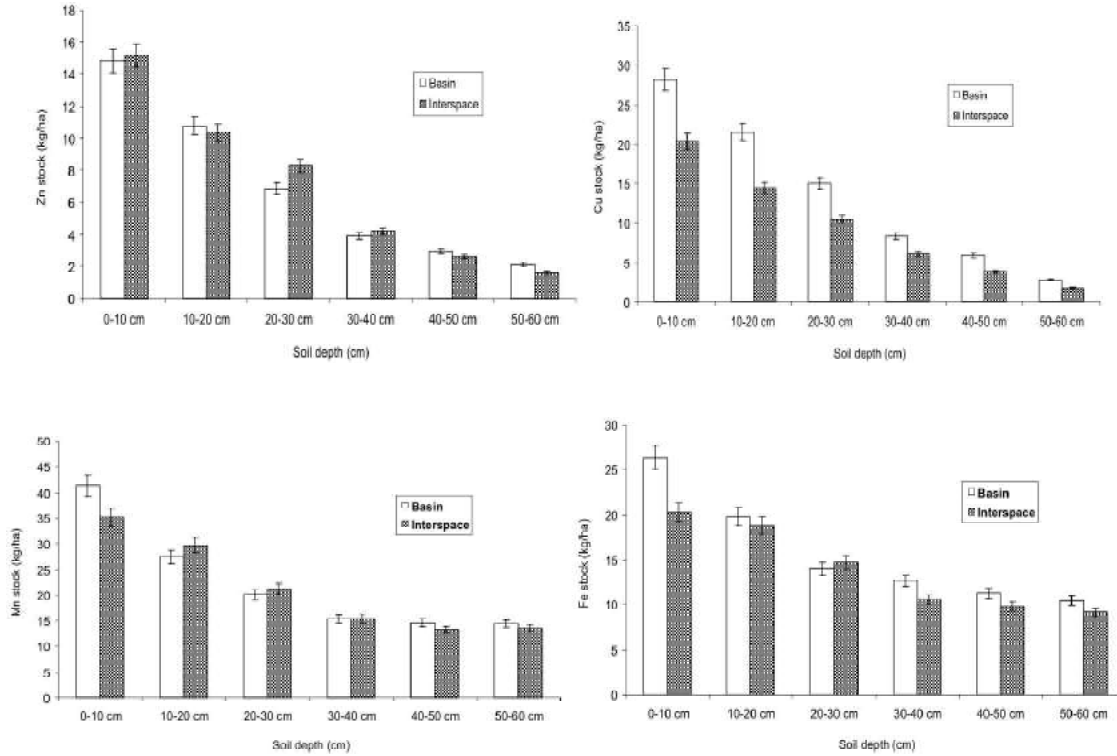 18
16
14
12
10
8
6
4
2
0
Zn stock (kg/ha)
Basin
Interspace
0-10 cm 10-20 cm 20-30 cm 30-40 cm 40-50 cm 50-60 cm
Soil depth (cm)
35
30
25
20
15
10
5
0
Cu stock (kg/ha)
Basin
Interspace
0-10 cm 10-20 cm 20-30 cm 30-40 cm 40-50 cm 50-60 cm
Soil depth (cm)
50
45
40
35
30
25
20
15
10
5
0
Mn stock (kg/ha)
Basin
Interspace
0-10 cm 10-20 cm 20-30 cm 30-40 cm 40-50 cm 50-60 cm
Soil depth (cm)
30
25
20
15
10
5
0
Fe stock (kg/ha)
Basin
Interspace
0-10 cm 10-20 cm 20-30 cm 30-40 cm 40-50 cm 50-60 cm
Soil depth (cm)